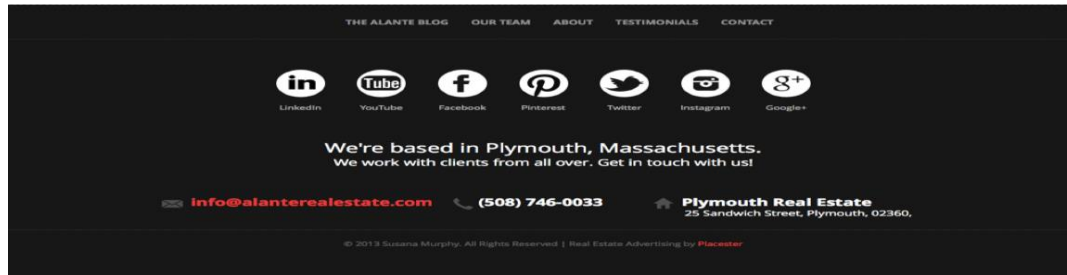 THE ALANTE BLOG OUR TEAM ABOUT TESTIMONIALS CONTACT
in Tube f 8+
LinkedIn YouTube Facebook Pinterest Twitter Instagram Google+
We're based in Plymouth, Massachusetts.
We work with clients from all over. Get in touch with us!
info@alanterealestate.com (508) 746-0033 Plymouth Real Estate
25 Sandwich Street, Plymouth, 02360,
© 2013 Susana Murphy. All Rights Reserved | Real Estate Advertising by Placester